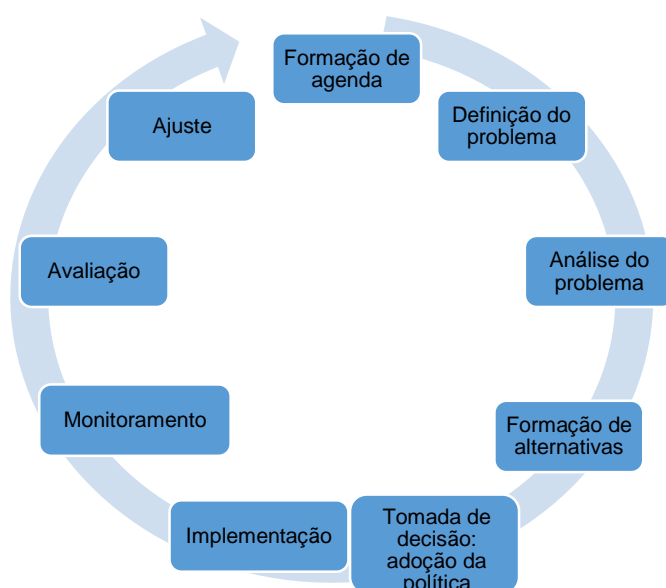 Formação de
agenda
Definição do
problema
Análise do
problema
Formação de
alternativas
Tomada de
decisão:
adoção da
política
Implementação
Monitoramento
Avaliação
Ajuste